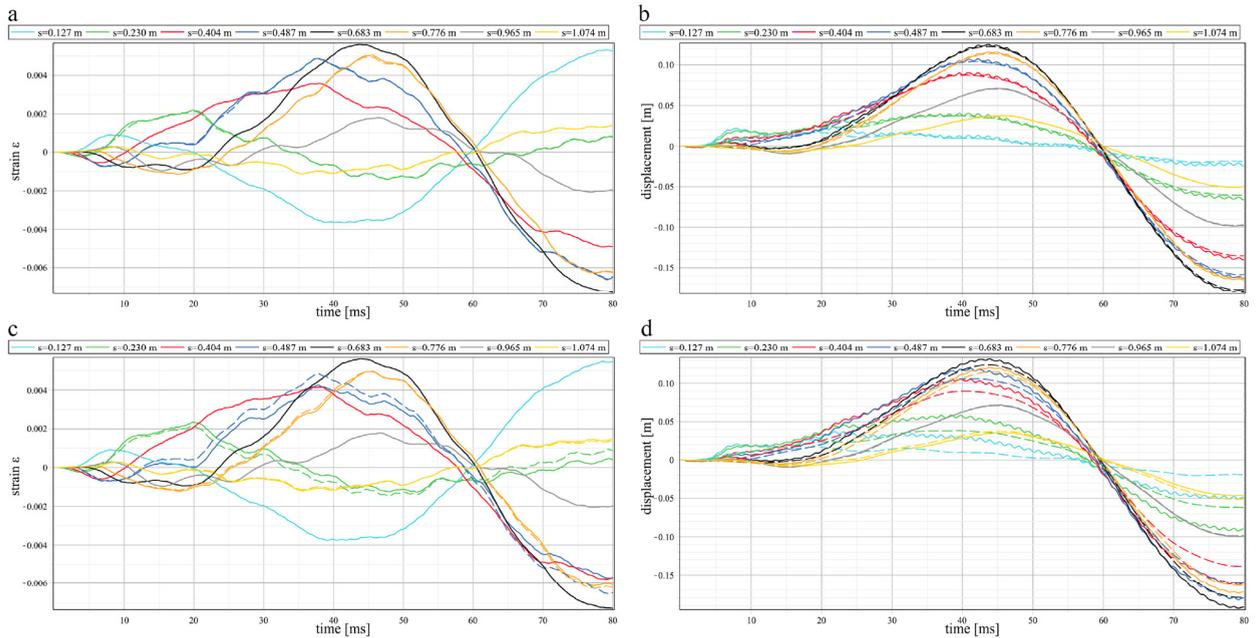 a
s=0.127 m s=0.230 m s=0.404 m s=0.487 m s=0.683 m s=0.776 m s=0.965 m s=1.074 m
strain ε
0.004
0.002
0
-0.002
-0.004
-0.006
10 20 30 40 50 60 70 80
time [ms]
b
s=0.127 m s=0.230 m s=0.404 m s=0.487 m s=0.683 m s=0.776 m s=0.965 m s=1.074 m
displacement [m]
0.10
0.05
0
-0.05
-0.10
-0.15
10 20 30 40 50 60 70 80
time [ms]
c
s=0.127 m s=0.230 m s=0.404 m s=0.487 m s=0.683 m s=0.776 m s=0.965 m s=1.074 m
strain ε
0.004
0.002
0
-0.002
-0.004
-0.006
10 20 30 40 50 60 70 80
time [ms]
d
s=0.127 m s=0.230 m s=0.404 m s=0.487 m s=0.683 m s=0.776 m s=0.965 m s=1.074 m
displacement [m]
0.10
0.05
0
-0.05
-0.10
-0.15
10 20 30 40 50 60 70 80
time [ms]